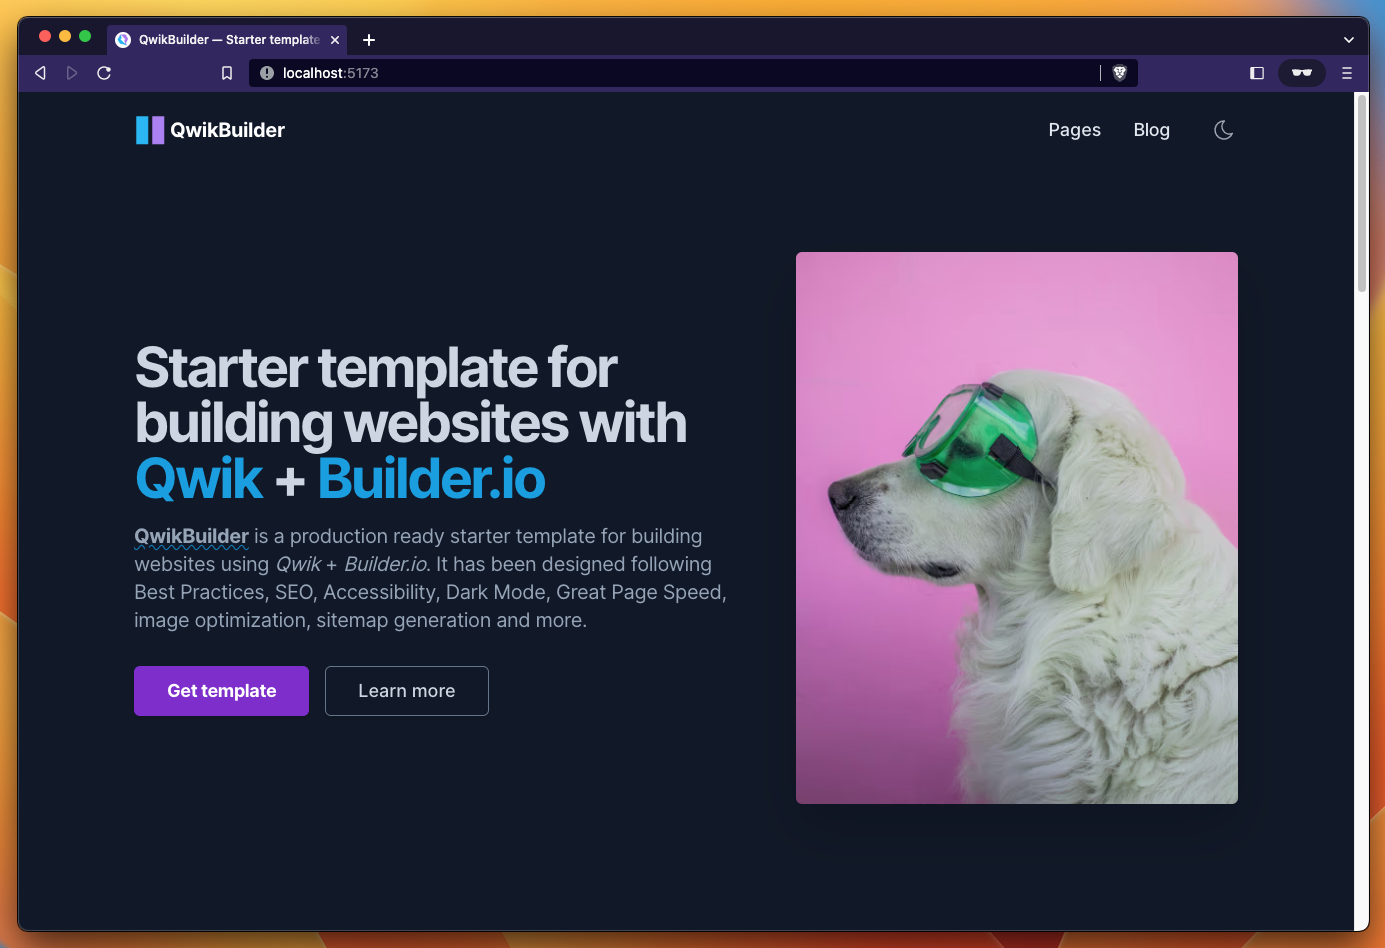 QwikBuilder — Starter template
localhost:5173
QwikBuilder
Pages
Blog
Starter template for
building websites with
Qwik + Builder.io
QwikBuilder is a production ready starter template for building
websites using Qwik + Builder.io. It has been designed following
Best Practices, SEO, Accessibility, Dark Mode, Great Page Speed,
image optimization, sitemap generation and more.
Get template
Learn more